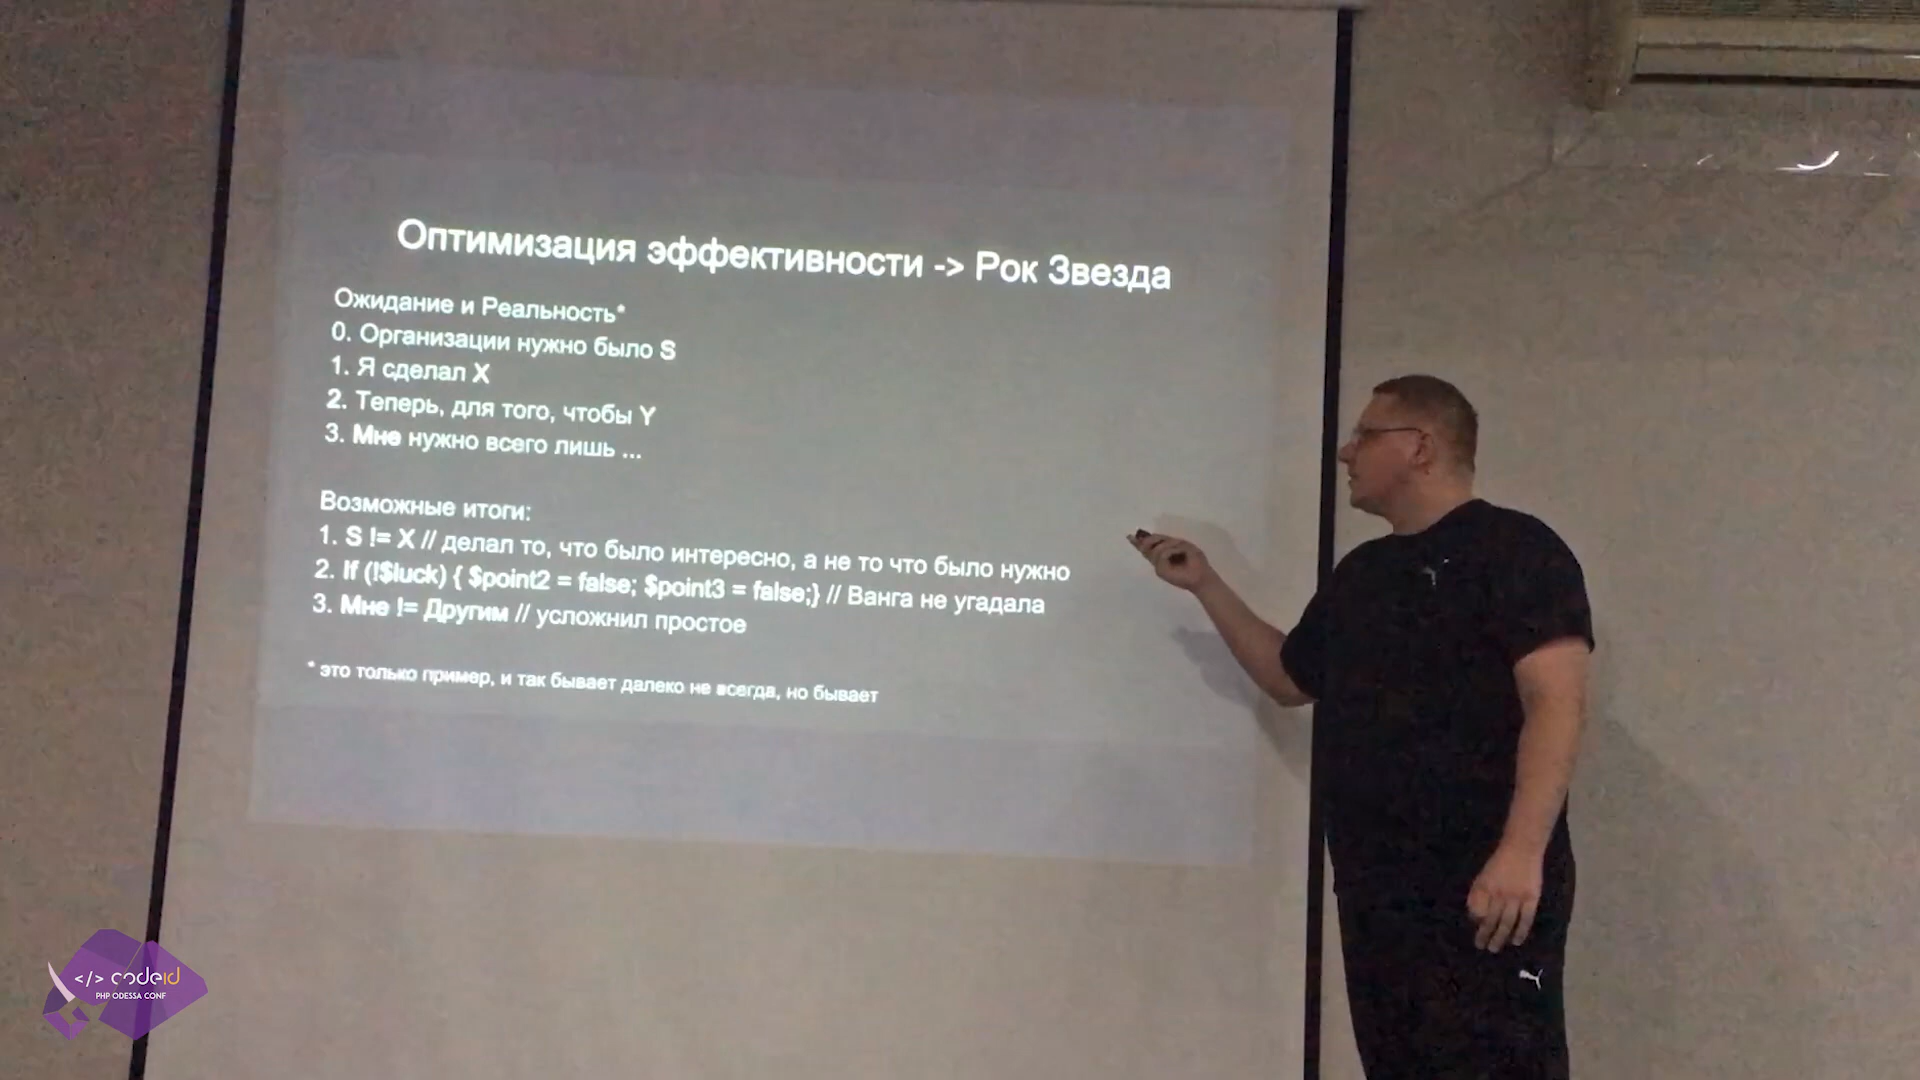 Оптимизация эффективности -> Рок Звезда
Ожидание и Реальность*
0. Организации нужно было S
1. Я сделал X
2. Теперь, для того, чтобы Y
3. Мне нужно всего лишь ...
Возможные итоги:
1. S != X // делал то, что было интересно, а не то что было нужно
2. If (!$luck) { $point2 = false; $point3 = false;} // Ванга не угадала
3. Мне != Другим // усложнил простое
* это только пример, и так бывает далеко не всегда, но бывает
</> codeid
PHP ODESSA CONF